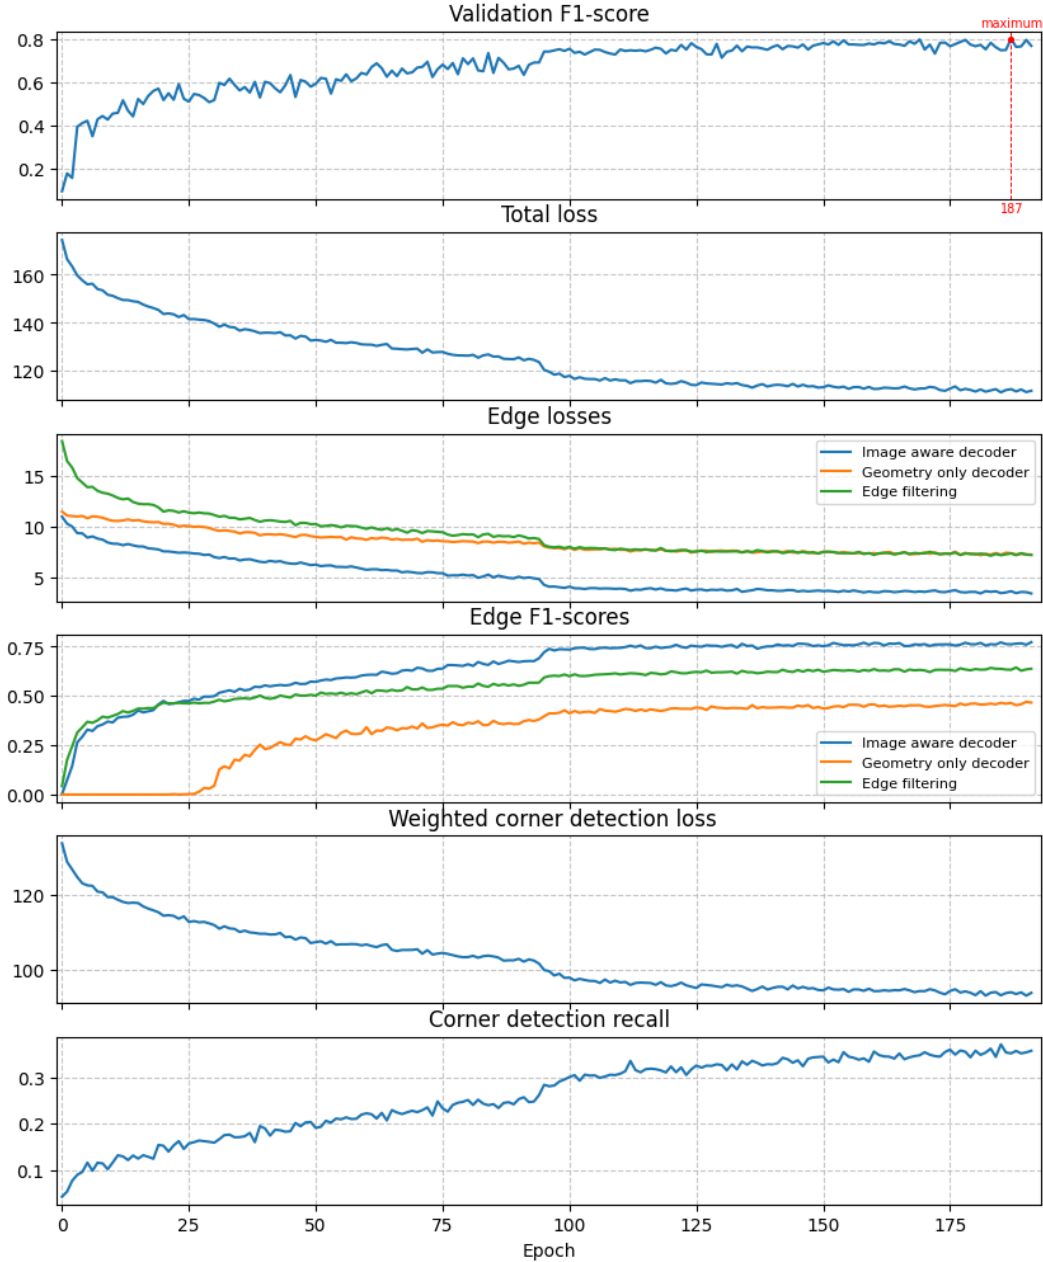 Validation F1-score
maximum
0.8
0.6
0.4
0.2
187
Total loss
160
140
120
Edge losses
15
10
5
Image aware decoder
Geometry only decoder
Edge filtering
Edge F1-scores
0.75
0.50
0.25
0.00
Image aware decoder
Geometry only decoder
Edge filtering
Weighted corner detection loss
120
100
Corner detection recall
0.3
0.2
0.1
0 25 50 75 100 125 150 175
Epoch